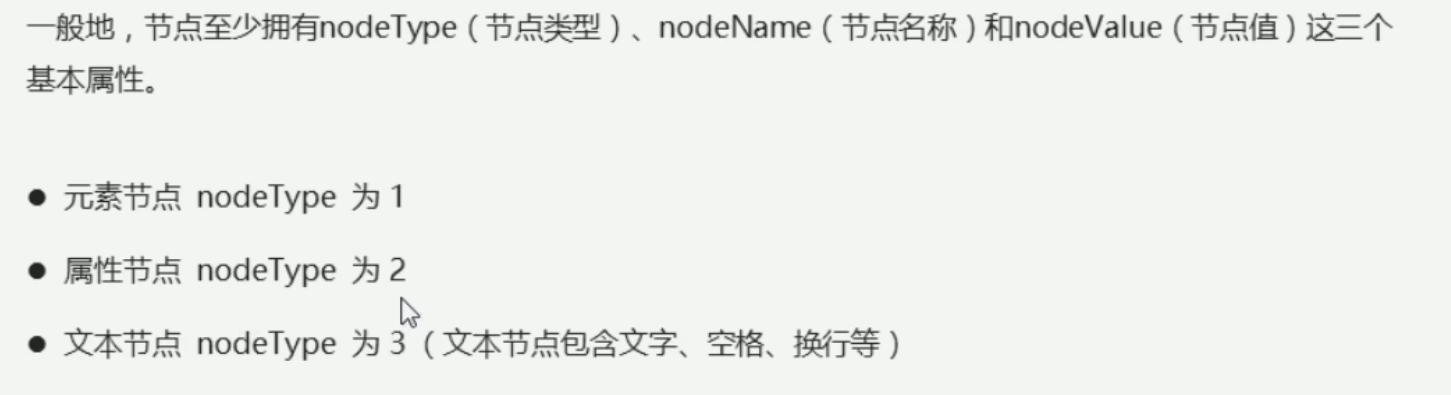 一般地，节点至少拥有nodeType（节点类型）、nodeName（节点名称）和nodeValue（节点值）这三个
基本属性。
● 元素节点 nodeType 为 1
● 属性节点 nodeType 为 2
● 文本节点 nodeType 为 3（文本节点包含文字、空格、换行等）